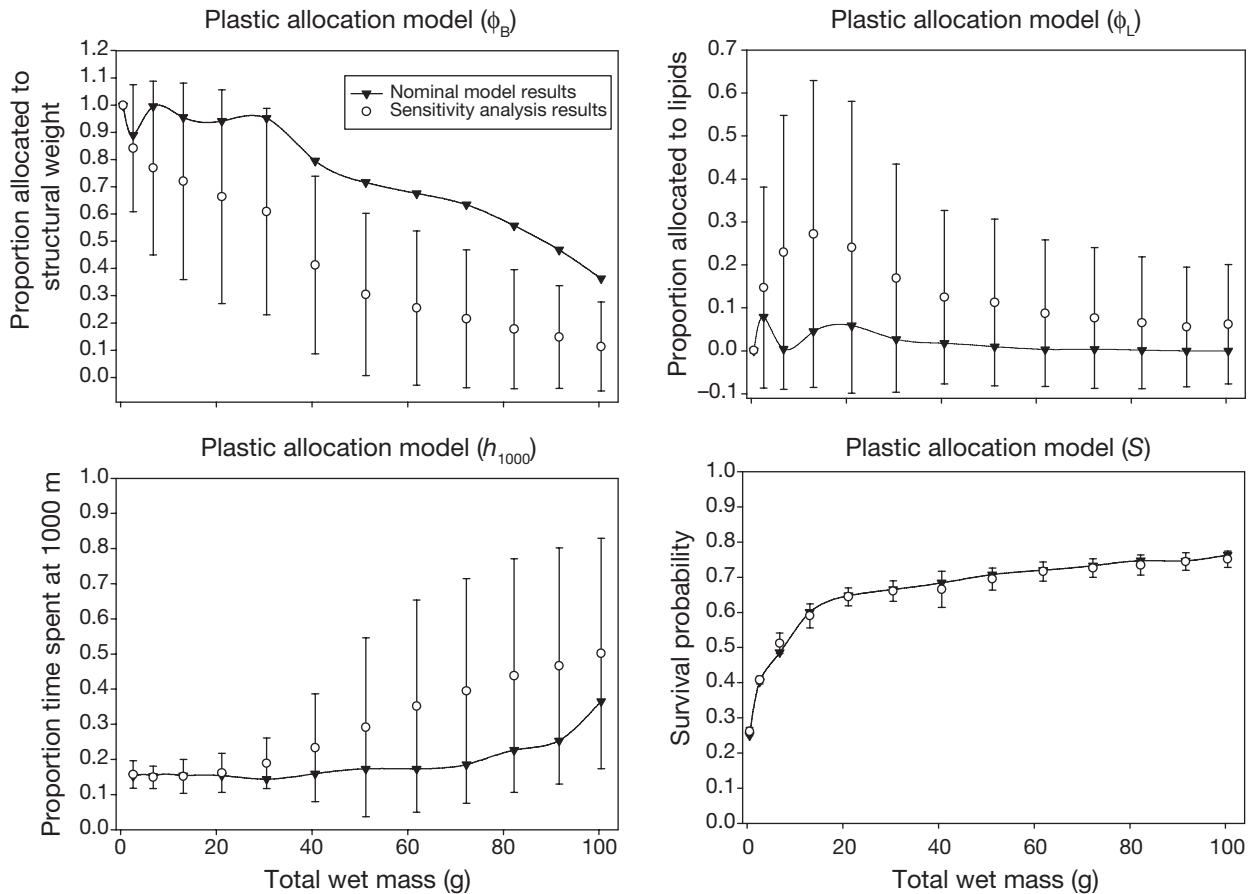 Plastic allocation model (ϕB)
Proportion allocated to
structural weight
1.2
1.1
1.0
0.9
0.8
0.7
0.6
0.5
0.4
0.3
0.2
0.1
0.0
Nominal model results
Sensitivity analysis results
Plastic allocation model (ϕL)
Proportion allocated to lipids
0.7
0.6
0.5
0.4
0.3
0.2
0.1
0.0
−0.1
Plastic allocation model (h1000)
Proportion time spent at 1000 m
1.0
0.9
0.8
0.7
0.6
0.5
0.4
0.3
0.2
0.1
0.0
0 20 40 60 80 100
Total wet mass (g)
Plastic allocation model (S)
Survival probability
1.0
0.9
0.8
0.7
0.6
0.5
0.4
0.3
0.2
0.1
0.0
0 20 40 60 80 100
Total wet mass (g)